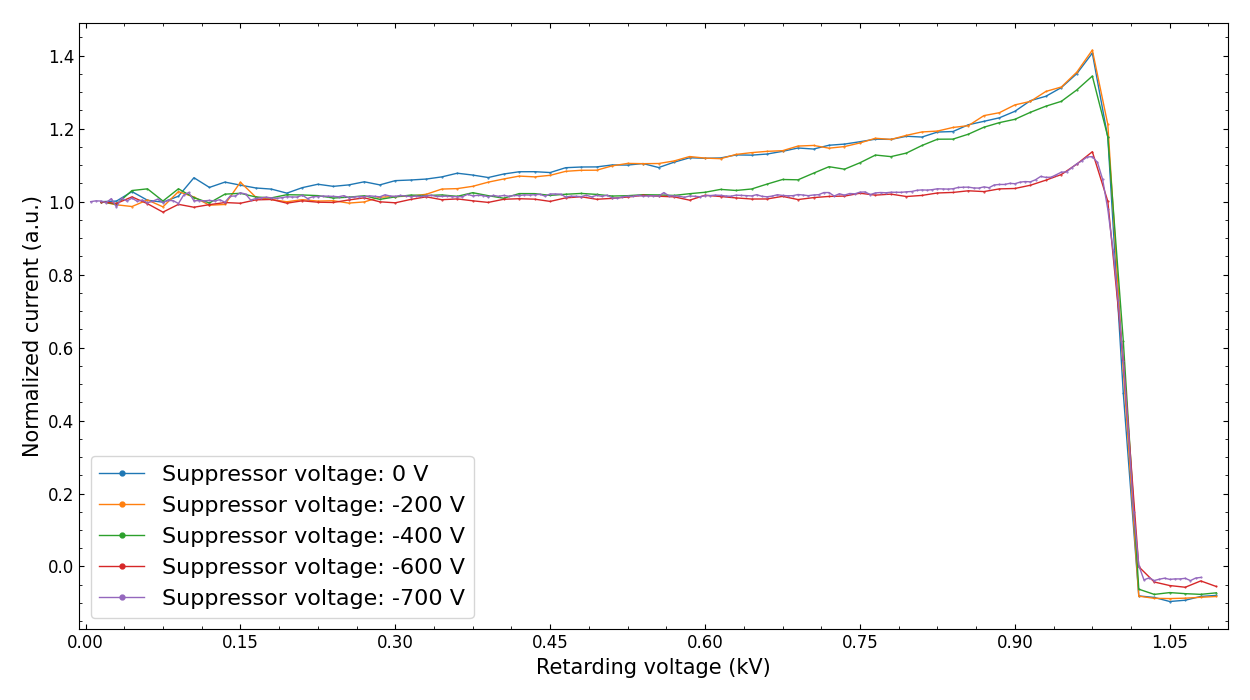 Normalized current (a.u.)
1.4
1.2
1.0
0.8
0.6
0.4
0.2
0.0
Suppressor voltage: 0 V
Suppressor voltage: -200 V
Suppressor voltage: -400 V
Suppressor voltage: -600 V
Suppressor voltage: -700 V
0.00 0.15 0.30 0.45 0.60 0.75 0.90 1.05
Retarding voltage (kV)